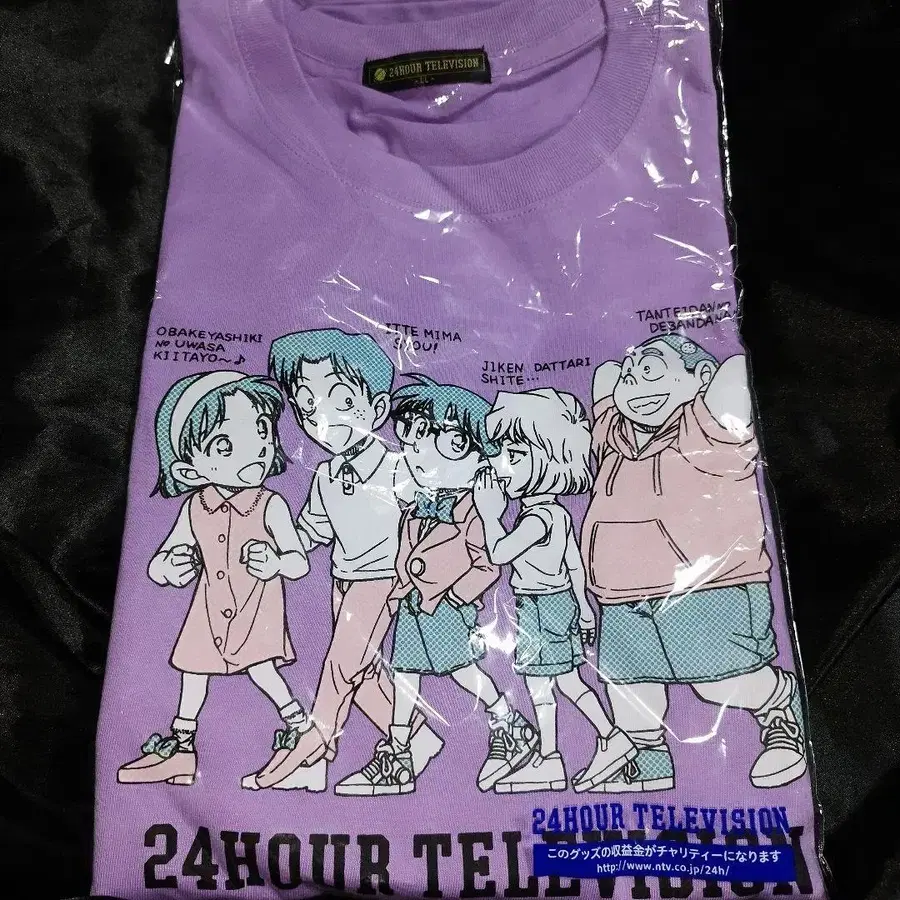 24HOUR TELEVISION
LL
OBAKEYASHIKI
NO UWASA
KIITAYO～♪
ITTE MIMA
SHOU!
JIKEN DATTARI
SHITE...
TANTEIDAN NO
DEBANDANA
24HOUR TELEVISION
24HOUR TELEVISION
このグッズの収益金がチャリティーになります
http://www.ntv.co.jp/24h/